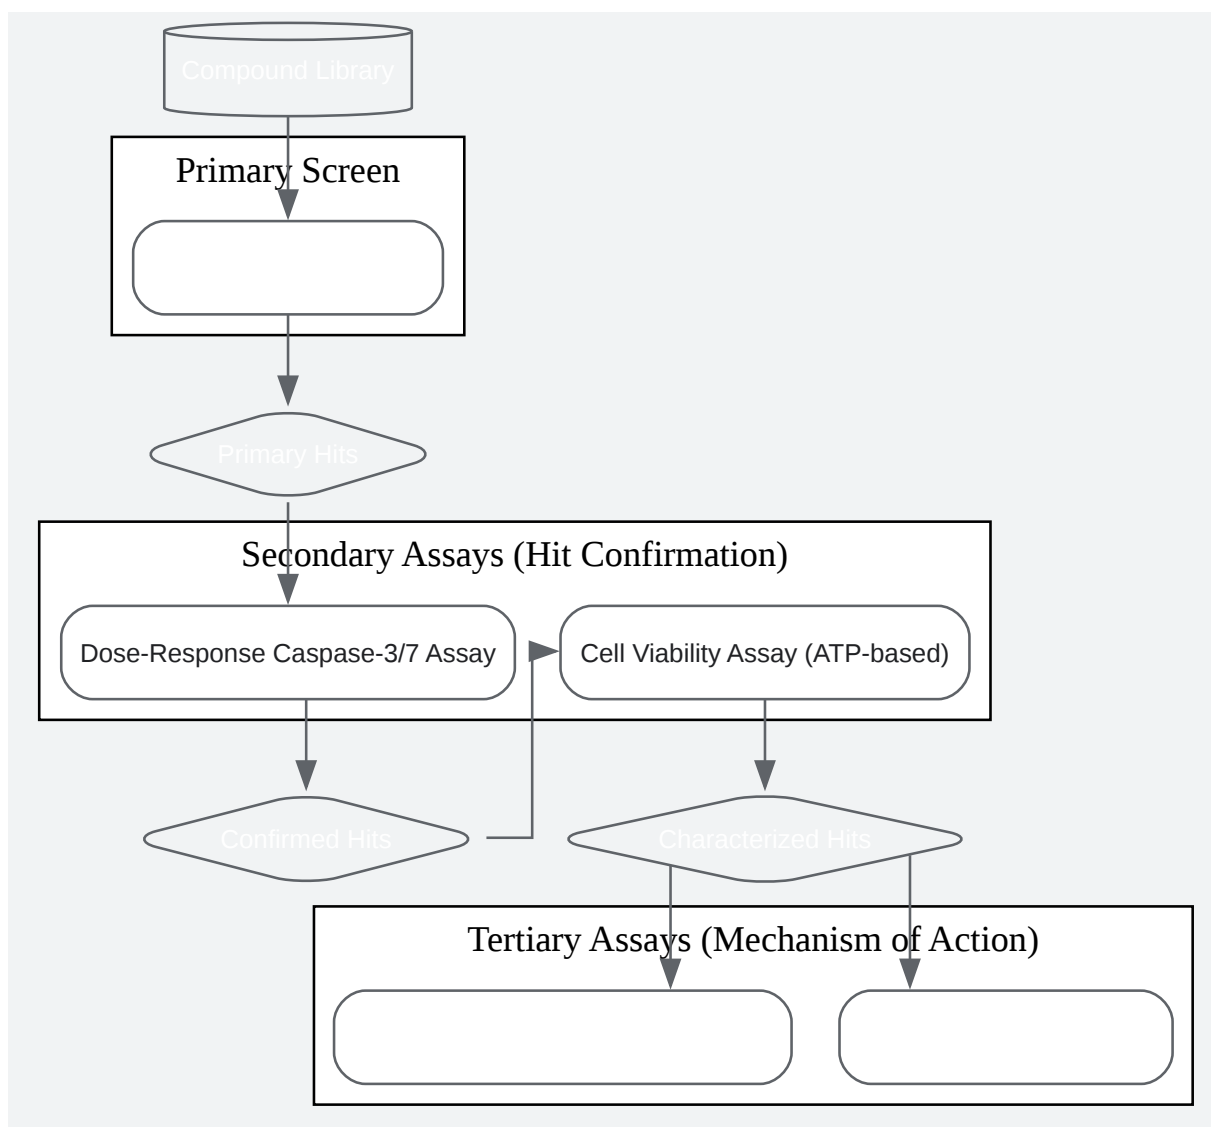 Compound Library
Primary Screen
Primary Hits
Secondary Assays (Hit Confirmation)
Dose-Response Caspase-3/7 Assay
Cell Viability Assay (ATP-based)
Confirmed Hits
Characterized Hits
Tertiary Assays (Mechanism of Action)